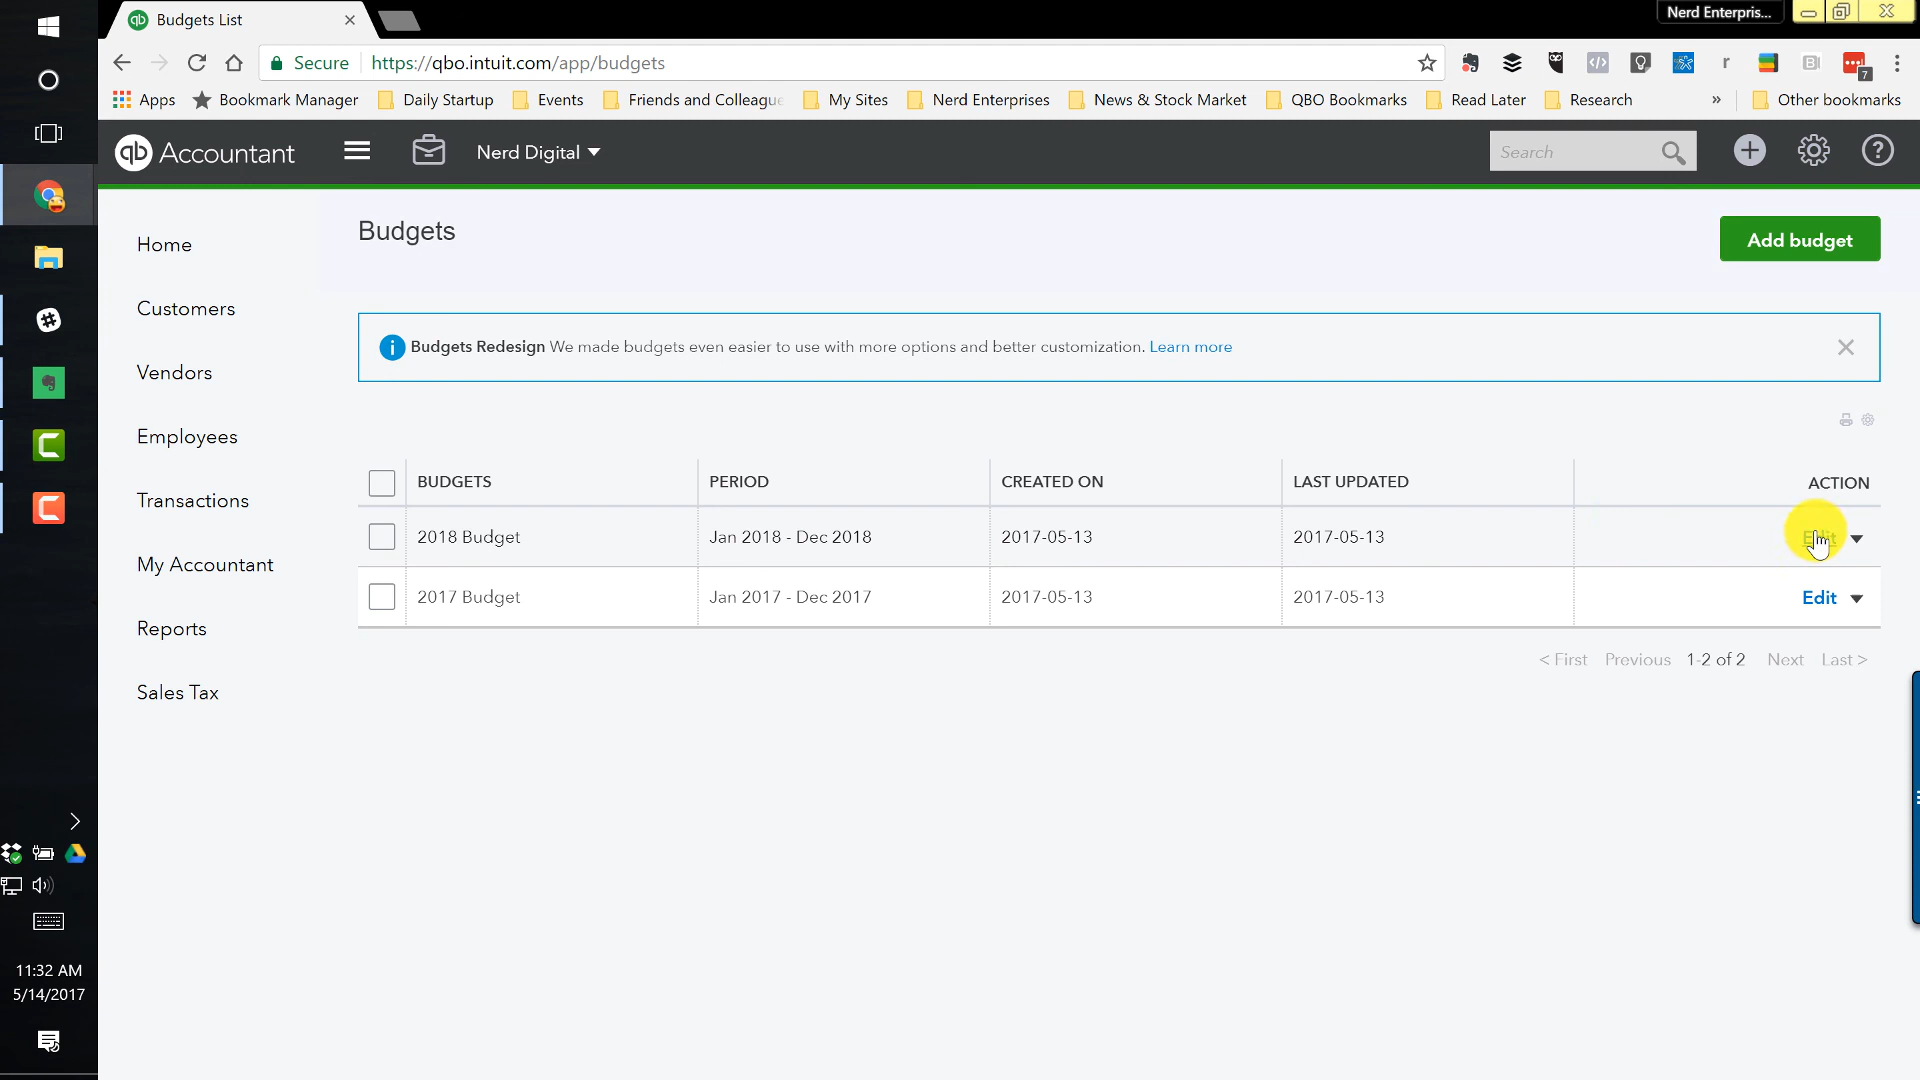 Budgets List
Nerd Enterpris...
Secure https://qbo.intuit.com/app/budgets
7
Apps Bookmark Manager Daily Startup Events Friends and Colleague My Sites Nerd Enterprises News & Stock Market QBO Bookmarks Read Later Research » Other bookmarks
qb Accountant Nerd Digital Search
Home
Customers
Vendors
Employees
Transactions
My Accountant
Reports
Sales Tax
Budgets
Add budget
Budgets Redesign We made budgets even easier to use with more options and better customization. Learn more
BUDGETS PERIOD CREATED ON LAST UPDATED ACTION
2018 Budget Jan 2018 - Dec 2018 2017-05-13 2017-05-13 Edit
2017 Budget Jan 2017 - Dec 2017 2017-05-13 2017-05-13 Edit
< First Previous 1-2 of 2 Next Last >
11:32 AM
5/14/2017